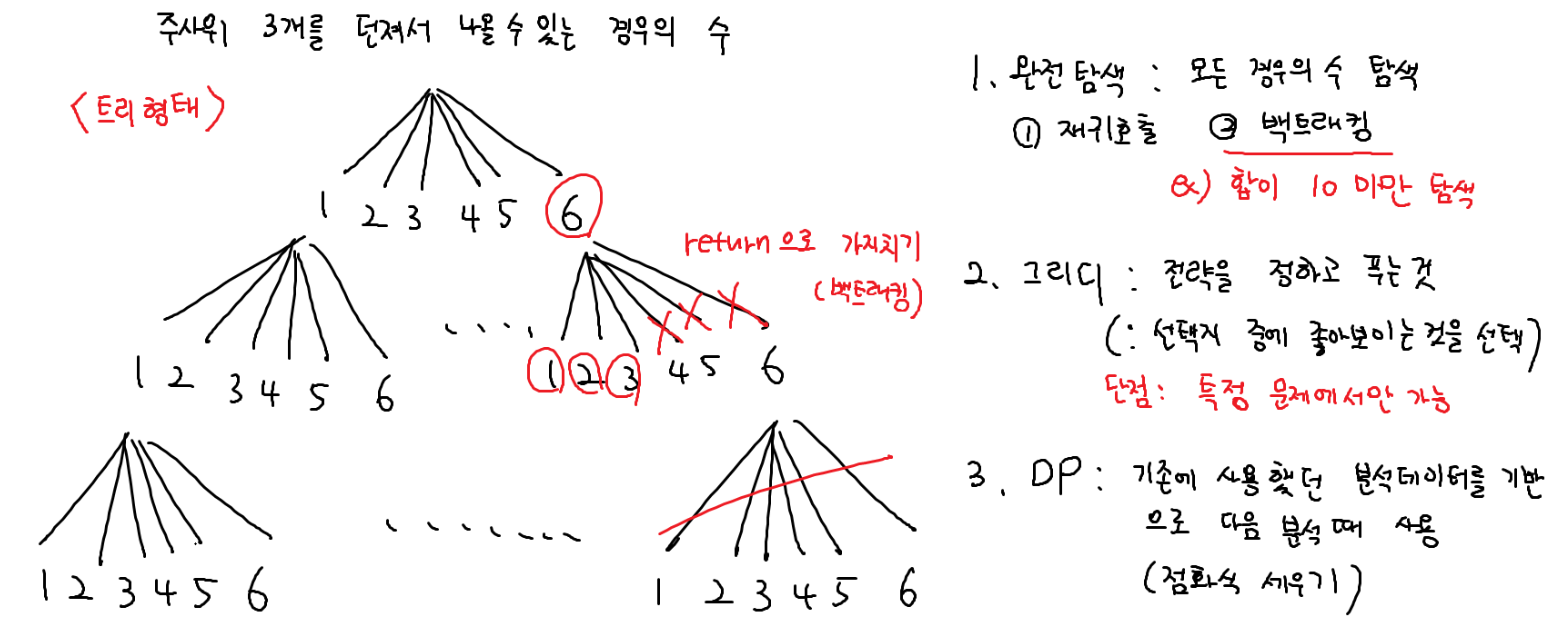 주사위 3개를 던져서 나올 수 있는 경우의 수
<트리형태>
1 2 3 4 5 6
return으로 가지치기
(백트래킹)
1 2 3 4 5 6
1 2 3 4 5 6
1 2 3 4 5 6
1 2 3 4 5 6
1. 완전탐색 : 모든 경우의 수 탐색
① 재귀호출 ② 백트래킹
ex) 합이 10 미만 탐색
2. 그리디 : 전략을 정하고 푸는 것
(: 선택지 중에 좋아보이는 것을 선택)
단점: 특정 문제에서만 가능
3. DP : 기존에 사용했던 분석데이터를 기반
으로 다음 분석 때 사용
(점화식 세우기)